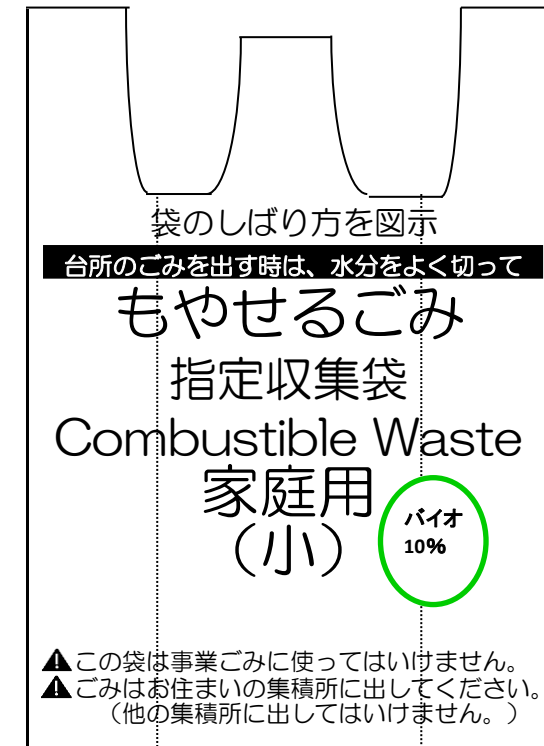 袋のしばり方を図示
台所のごみを出す時は、水分をよく切って
もやせるごみ
指定収集袋
Combustible Waste
家庭用
（小）
バイオ
10%
この袋は事業ごみに使ってはいけません。
ごみはお住まいの集積所に出してください。
（他の集積所に出してはいけません。）